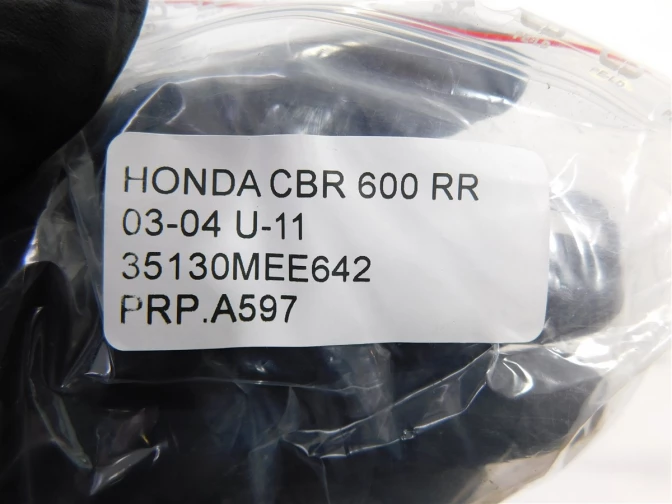 HONDA CBR 600 RR
03-04 U-11
35130MEE642
PRP.A597